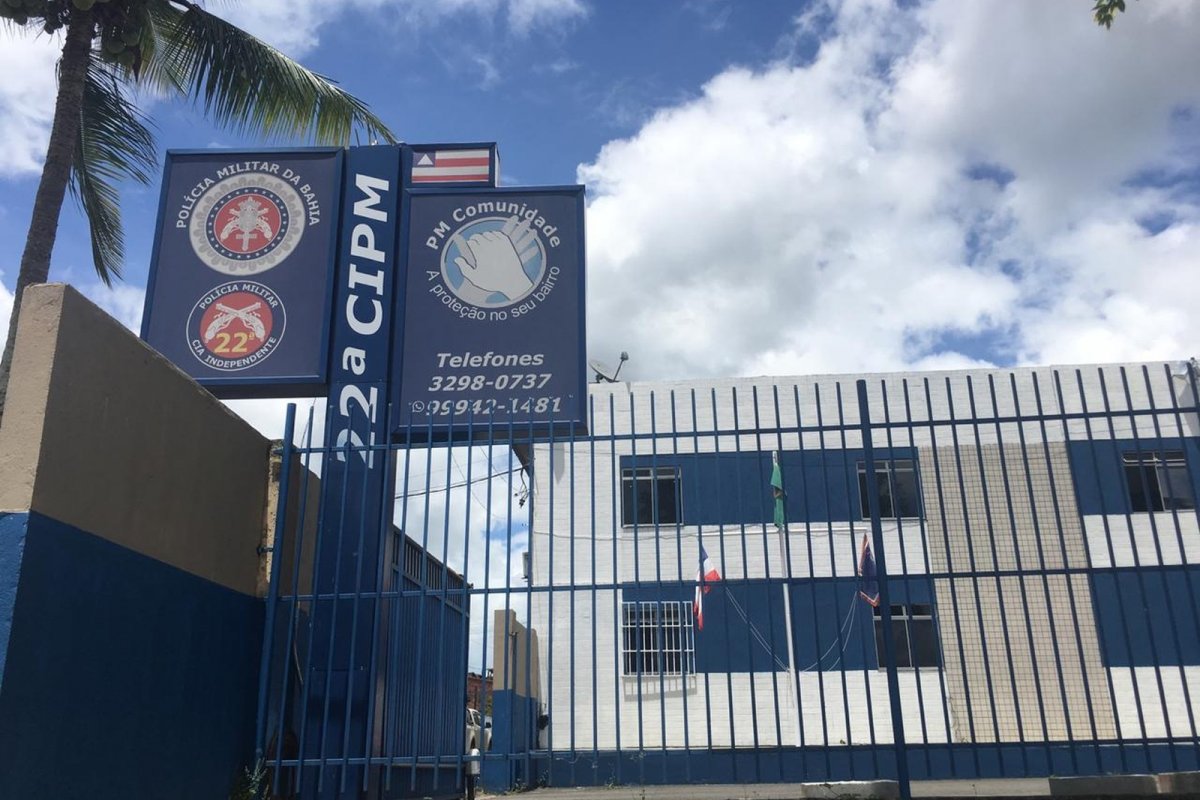 POLÍCIA MILITAR DA BAHIA
POLÍCIA MILITAR
22ª
CIA INDEPENDENTE
22a CIPM
PM Comunidade
A proteção no seu bairro
Telefones
3298-0737
99942-1481